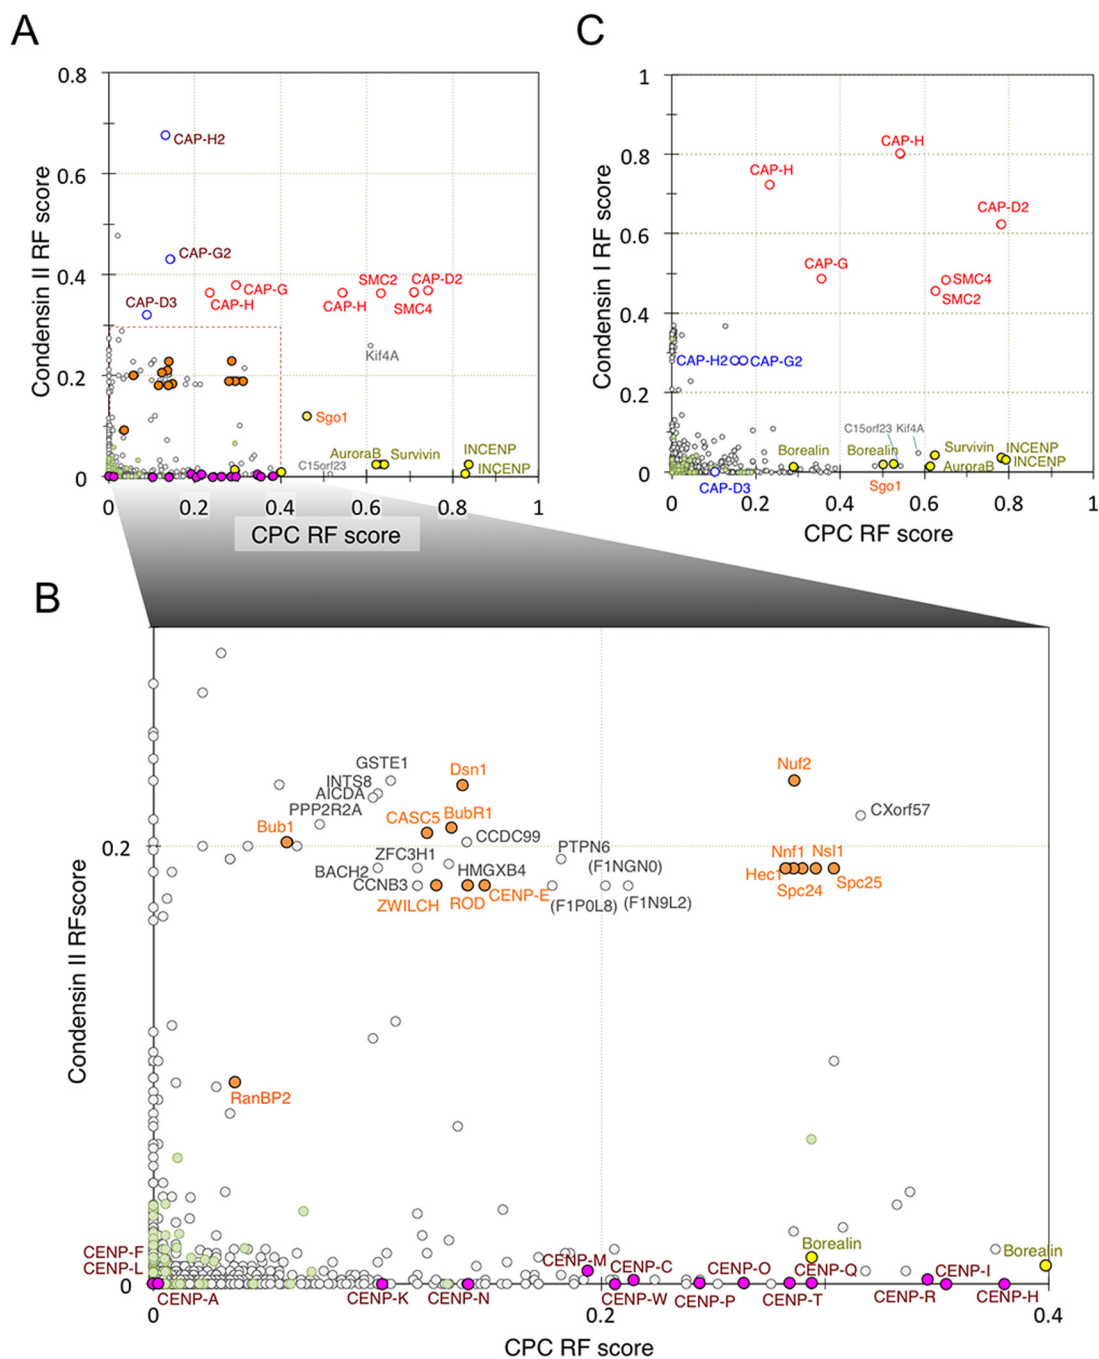 A
0.8
0.6
0.4
0.2
0
Condensin II RF score
CAP-H2
CAP-G2
CAP-D3
CAP-G
CAP-H
CAP-H
SMC2
CAP-D2
SMC4
Kif4A
Sgo1
AuroraB
Survivin
INCENP
C15orf23
INCENP
0
0.2
0.4
0.6
0.8
1
CPC RF score
C
1
0.8
0.6
0.4
0.2
0
Condensin I RF score
CAP-H
CAP-H
CAP-D2
CAP-G
SMC4
SMC2
CAP-H2
CAP-G2
C15orf23
Kif4A
Borealin
Borealin
Survivin
INCENP
INCENP
AuroraB
Sgo1
CAP-D3
0
0.2
0.4
0.6
0.8
1
CPC RF score
B
0.2
0
Condensin II RFscore
GSTE1
INTS8
AICDA
PPP2R2A
Dsn1
Nuf2
CXorf57
Bub1
CASC5
BubR1
CCDC99
ZFC3H1
PTPN6
BACH2
HMGXB4
(F1NGN0)
CCNB3
ZWILCH
ROD
CENP-E
(F1P0L8)
(F1N9L2)
Nnf1
Nsl1
Hec1
Spc24
Spc25
RanBP2
CENP-F
CENP-L
CENP-A
CENP-K
CENP-N
CENP-M
CENP-C
CENP-W
CENP-P
CENP-O
CENP-T
Borealin
CENP-Q
CENP-R
CENP-I
CENP-H
Borealin
0
0.2
0.4
CPC RF score